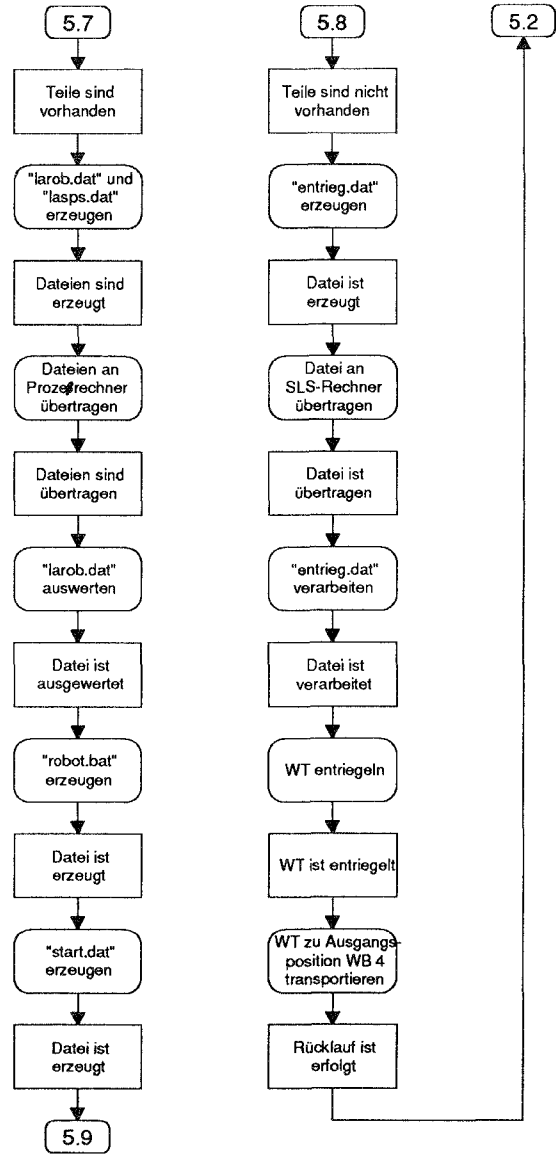 5.7
Teile sind
vorhanden
"larob.dat" und
"lasps.dat"
erzeugen
Dateien sind
erzeugt
Dateien an
Prozeßrechner
übertragen
Dateien sind
übertragen
"larob.dat"
auswerten
Datei ist
ausgewertet
"robot.bat"
erzeugen
Datei ist
erzeugt
"start.dat"
erzeugen
Datei ist
erzeugt
5.9
5.8
Teile sind nicht
vorhanden
"entrieg.dat"
erzeugen
Datei ist
erzeugt
Datei an
SLS-Rechner
übertragen
Datei ist
übertragen
"entrieg.dat"
verarbeiten
Datei ist
verarbeitet
WT entriegeln
WT ist entriegelt
WT zu Ausgangs-
position WB 4
transportieren
Rücklauf ist
erfolgt
5.2